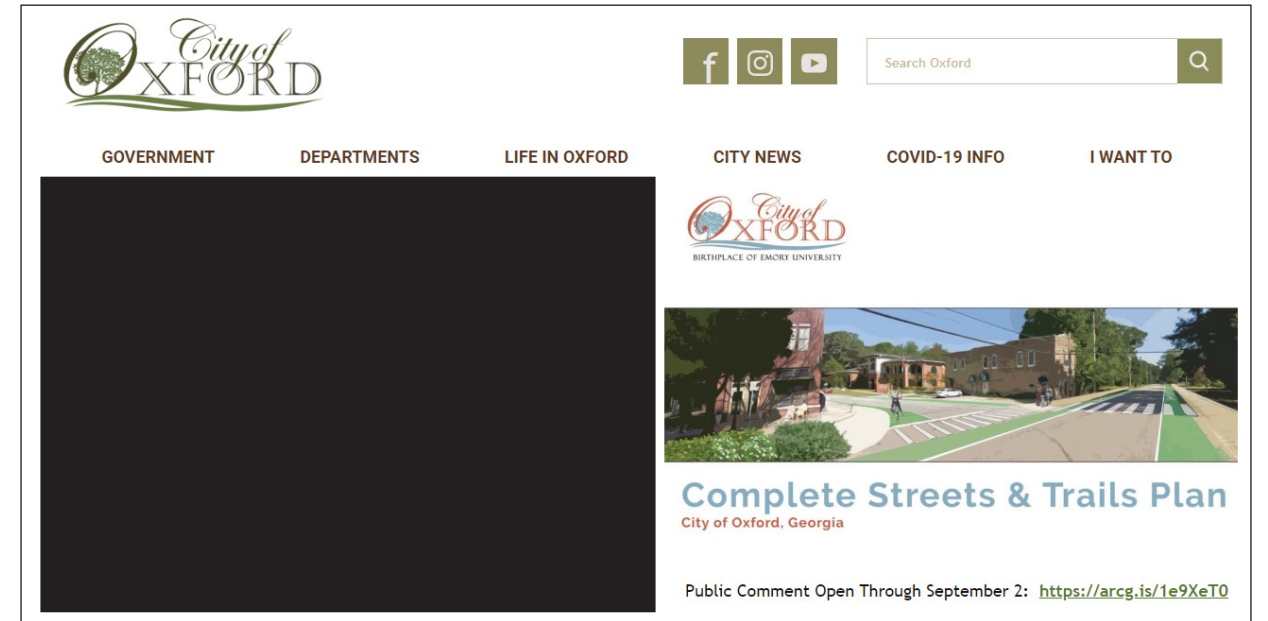 City of
OXFORD
Search Oxford
GOVERNMENT DEPARTMENTS LIFE IN OXFORD CITY NEWS COVID-19 INFO I WANT TO
City of
OXFORD
BIRTHPLACE OF EMORY UNIVERSITY
Complete Streets & Trails Plan
City of Oxford, Georgia
Public Comment Open Through September 2: https://arcg.is/1e9XeT0